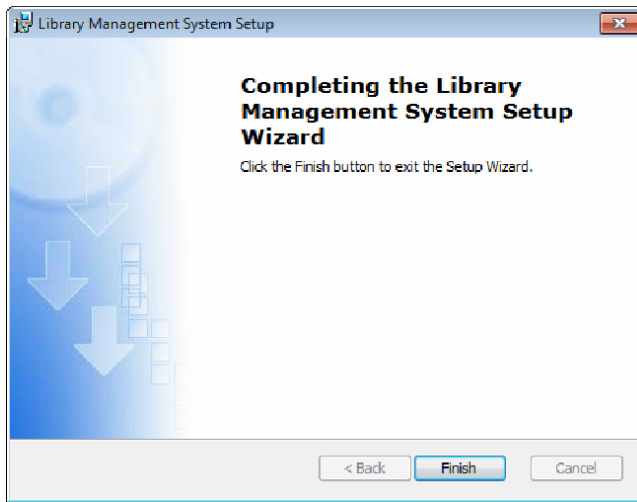 Library Management System Setup
Completing the Library
Management System Setup
Wizard
Click the Finish button to exit the Setup Wizard.
< Back
Finish
Cancel